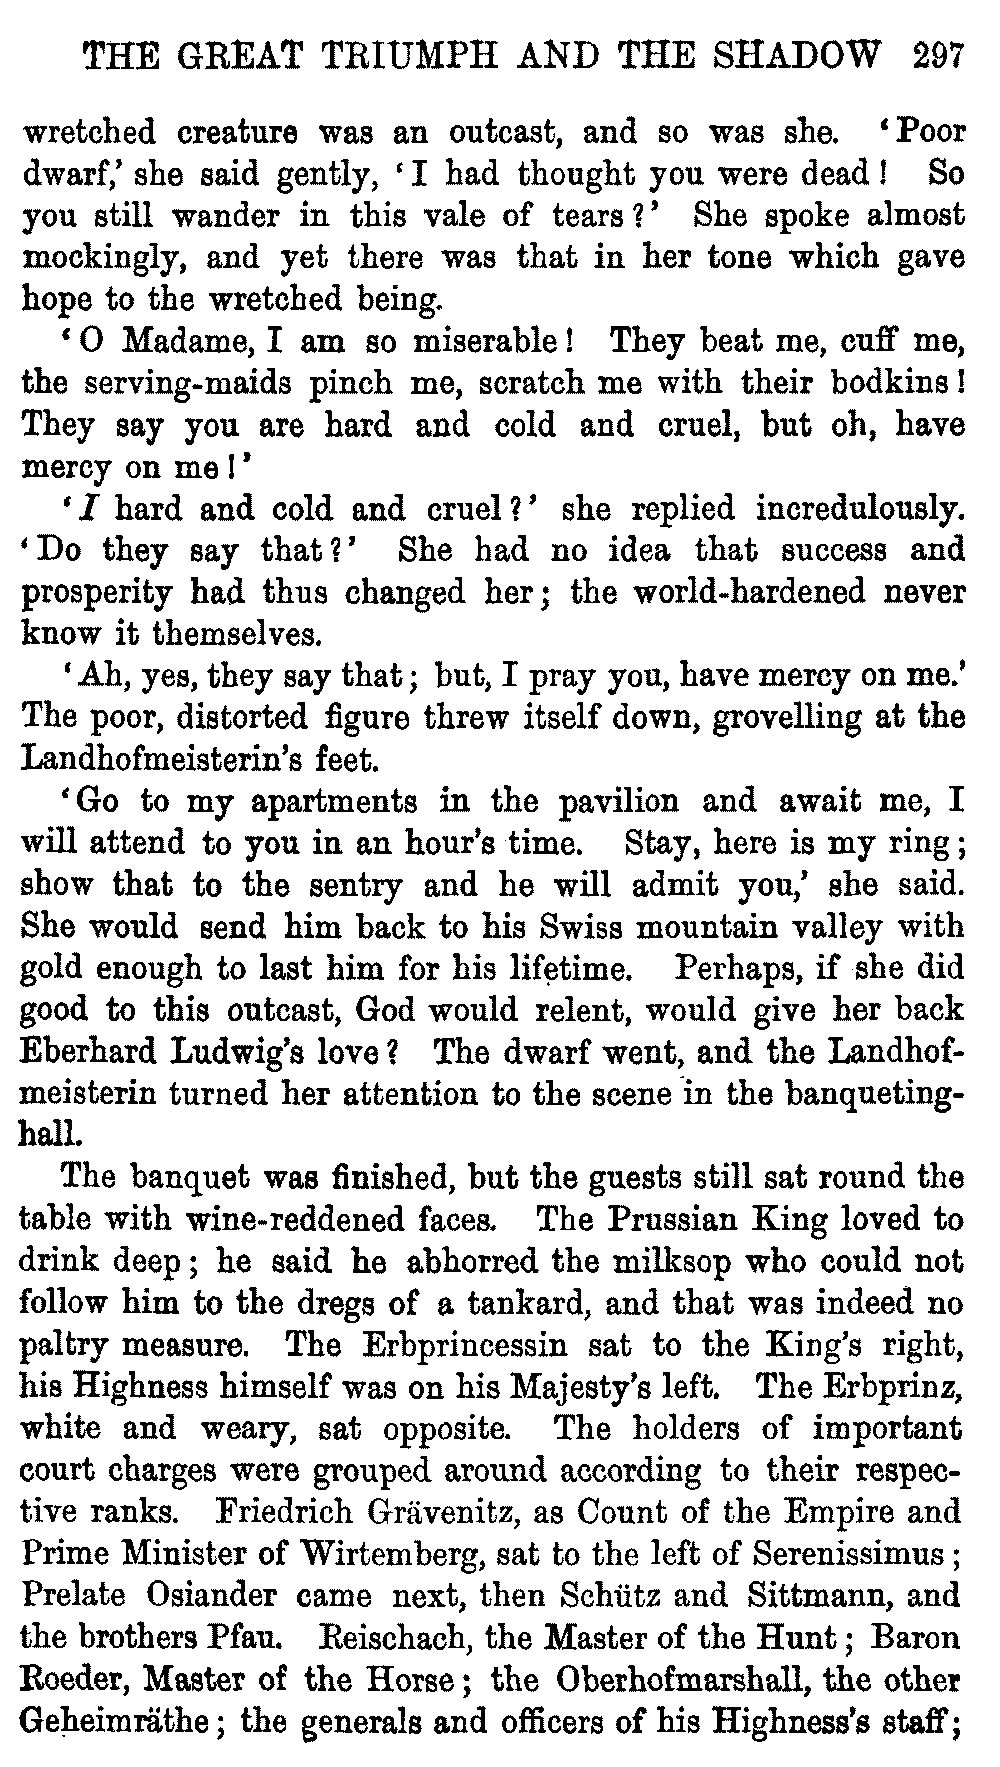 THE GREAT TRIUMPH AND THE SHADOW 297
wretched creature was an outcast, and so was she. ‘Poor
dwarf,’ she said gently, ‘I had thought you were dead! So
you still wander in this vale of tears?’ She spoke almost
mockingly, and yet there was that in her tone which gave
hope to the wretched being.
‘O Madame, I am so miserable! They beat me, cuff me,
the serving-maids pinch me, scratch me with their bodkins!
They say you are hard and cold and cruel, but oh, have
mercy on me!’
‘I hard and cold and cruel?’ she replied incredulously.
‘Do they say that?’ She had no idea that success and
prosperity had thus changed her; the world-hardened never
know it themselves.
‘Ah, yes, they say that; but, I pray you, have mercy on me.’
The poor, distorted figure threw itself down, grovelling at the
Landhofmeisterin’s feet.
‘Go to my apartments in the pavilion and await me, I
will attend to you in an hour’s time. Stay, here is my ring;
show that to the sentry and he will admit you,’ she said.
She would send him back to his Swiss mountain valley with
gold enough to last him for his lifetime. Perhaps, if she did
good to this outcast, God would relent, would give her back
Eberhard Ludwig’s love? The dwarf went, and the Landhof-
meisterin turned her attention to the scene in the banqueting-
hall.
The banquet was finished, but the guests still sat round the
table with wine-reddened faces. The Prussian King loved to
drink deep; he said he abhorred the milksop who could not
follow him to the dregs of a tankard, and that was indeed no
paltry measure. The Erbprincessin sat to the King’s right,
his Highness himself was on his Majesty’s left. The Erbprinz,
white and weary, sat opposite. The holders of important
court charges were grouped around according to their respec-
tive ranks. Friedrich Grävenitz, as Count of the Empire and
Prime Minister of Wirtemberg, sat to the left of Serenissimus;
Prelate Osiander came next, then Schütz and Sittmann, and
the brothers Pfau. Reischach, the Master of the Hunt; Baron
Roeder, Master of the Horse; the Oberhofmarshall, the other
Geheimräthe; the generals and officers of his Highness’s staff;